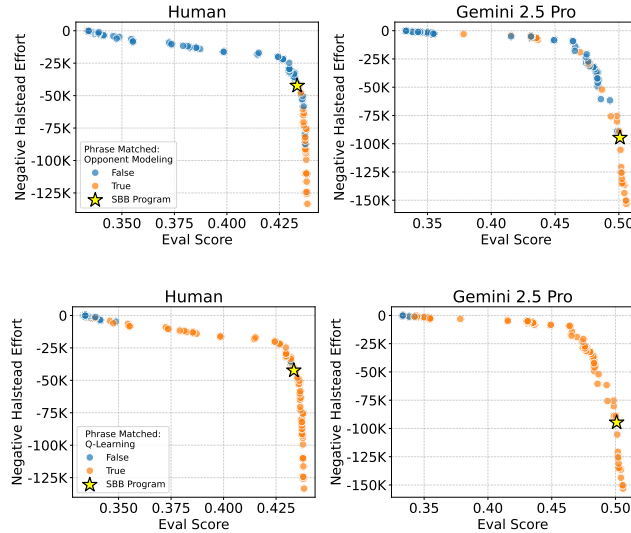 Human
Negative Halstead Effort
0
-25K
-50K
-75K
-100K
-125K
Phrase Matched:
Opponent Modeling
False
True
SBB Program
0.350
0.375
0.400
0.425
Eval Score
Gemini 2.5 Pro
Negative Halstead Effort
0
-25K
-50K
-75K
-100K
-125K
-150K
0.35
0.40
0.45
0.50
Eval Score
Human
Negative Halstead Effort
0
-25K
-50K
-75K
-100K
-125K
Phrase Matched:
Q-Learning
False
True
SBB Program
0.350
0.375
0.400
0.425
Eval Score
Gemini 2.5 Pro
Negative Halstead Effort
0
-25K
-50K
-75K
-100K
-125K
-150K
0.35
0.40
0.45
0.50
Eval Score